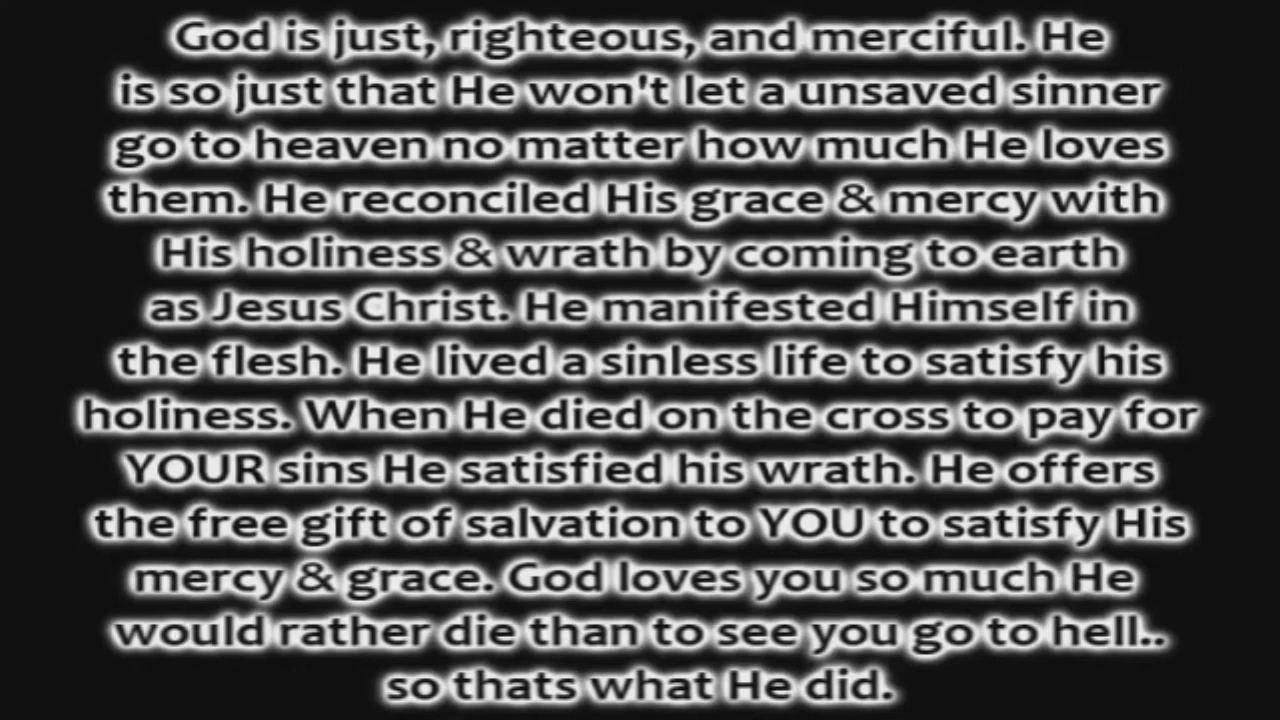 God is just, righteous, and merciful. He
is so just that He won't let a unsaved sinner
go to heaven no matter how much He loves
them. He reconciled His grace & mercy with
His holiness & wrath by coming to earth
as Jesus Christ. He manifested Himself in
the flesh. He lived a sinless life to satisfy his
holiness. When He died on the cross to pay for
YOUR sins He satisfied his wrath. He offers
the free gift of salvation to YOU to satisfy His
mercy & grace. God loves you so much He
would rather die than to see you go to hell..
so thats what He did.